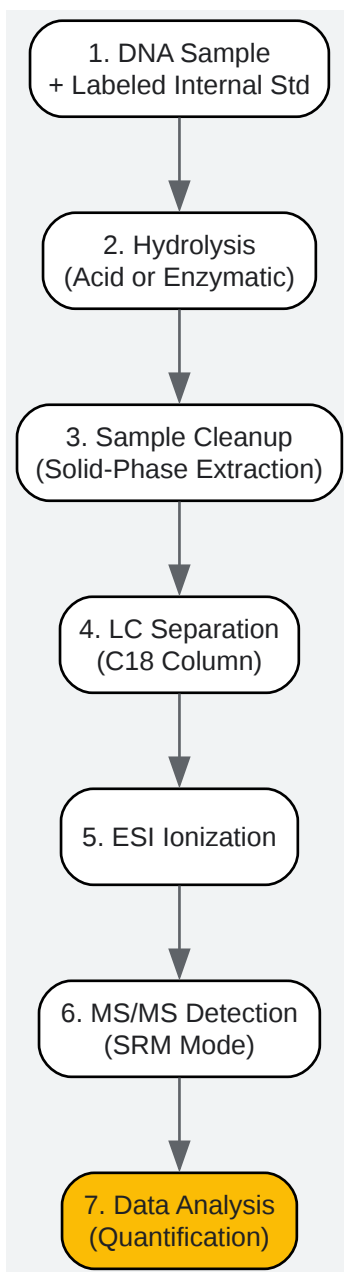 1. DNA Sample
+ Labeled Internal Std
2. Hydrolysis
(Acid or Enzymatic)
3. Sample Cleanup
(Solid-Phase Extraction)
4. LC Separation
(C18 Column)
5. ESI Ionization
6. MS/MS Detection
(SRM Mode)
7. Data Analysis
(Quantification)